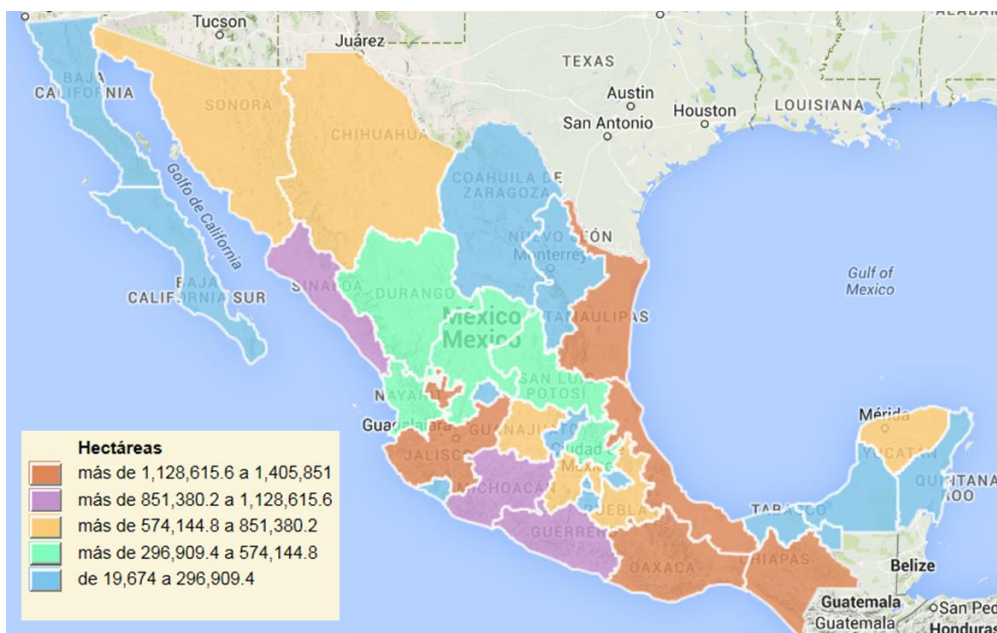 Tucson
Juárez
BAJA
CALIFORNIA
SONORA
CHIHUAHUA
TEXAS
Austin
San Antonio
Houston
LOUISIANA
Golfo de California
COAHUILA DE
ZARAGOZA
NUEVO LEÓN
Monterrey
BAJA
CALIFORNIA SUR
SINALOA
DURANGO
México
Mexico
TAMAULIPAS
Gulf of
Mexico
SAN LUIS
POTOSÍ
NAYARIT
Guadalajara
JALISCO
GUANAJUATO
Ciudad de
México
MICHOACÁN
PUEBLA
GUERRERO
OAXACA
TABASCO
CHIAPAS
Mérida
YUCATÁN
QUINTANA
ROO
Belize
Guatemala
Guatemala
San Ped
Honduras
Hectáreas
más de 1,128,615.6 a 1,405,851
más de 851,380.2 a 1,128,615.6
más de 574,144.8 a 851,380.2
más de 296,909.4 a 574,144.8
de 19,674 a 296,909.4